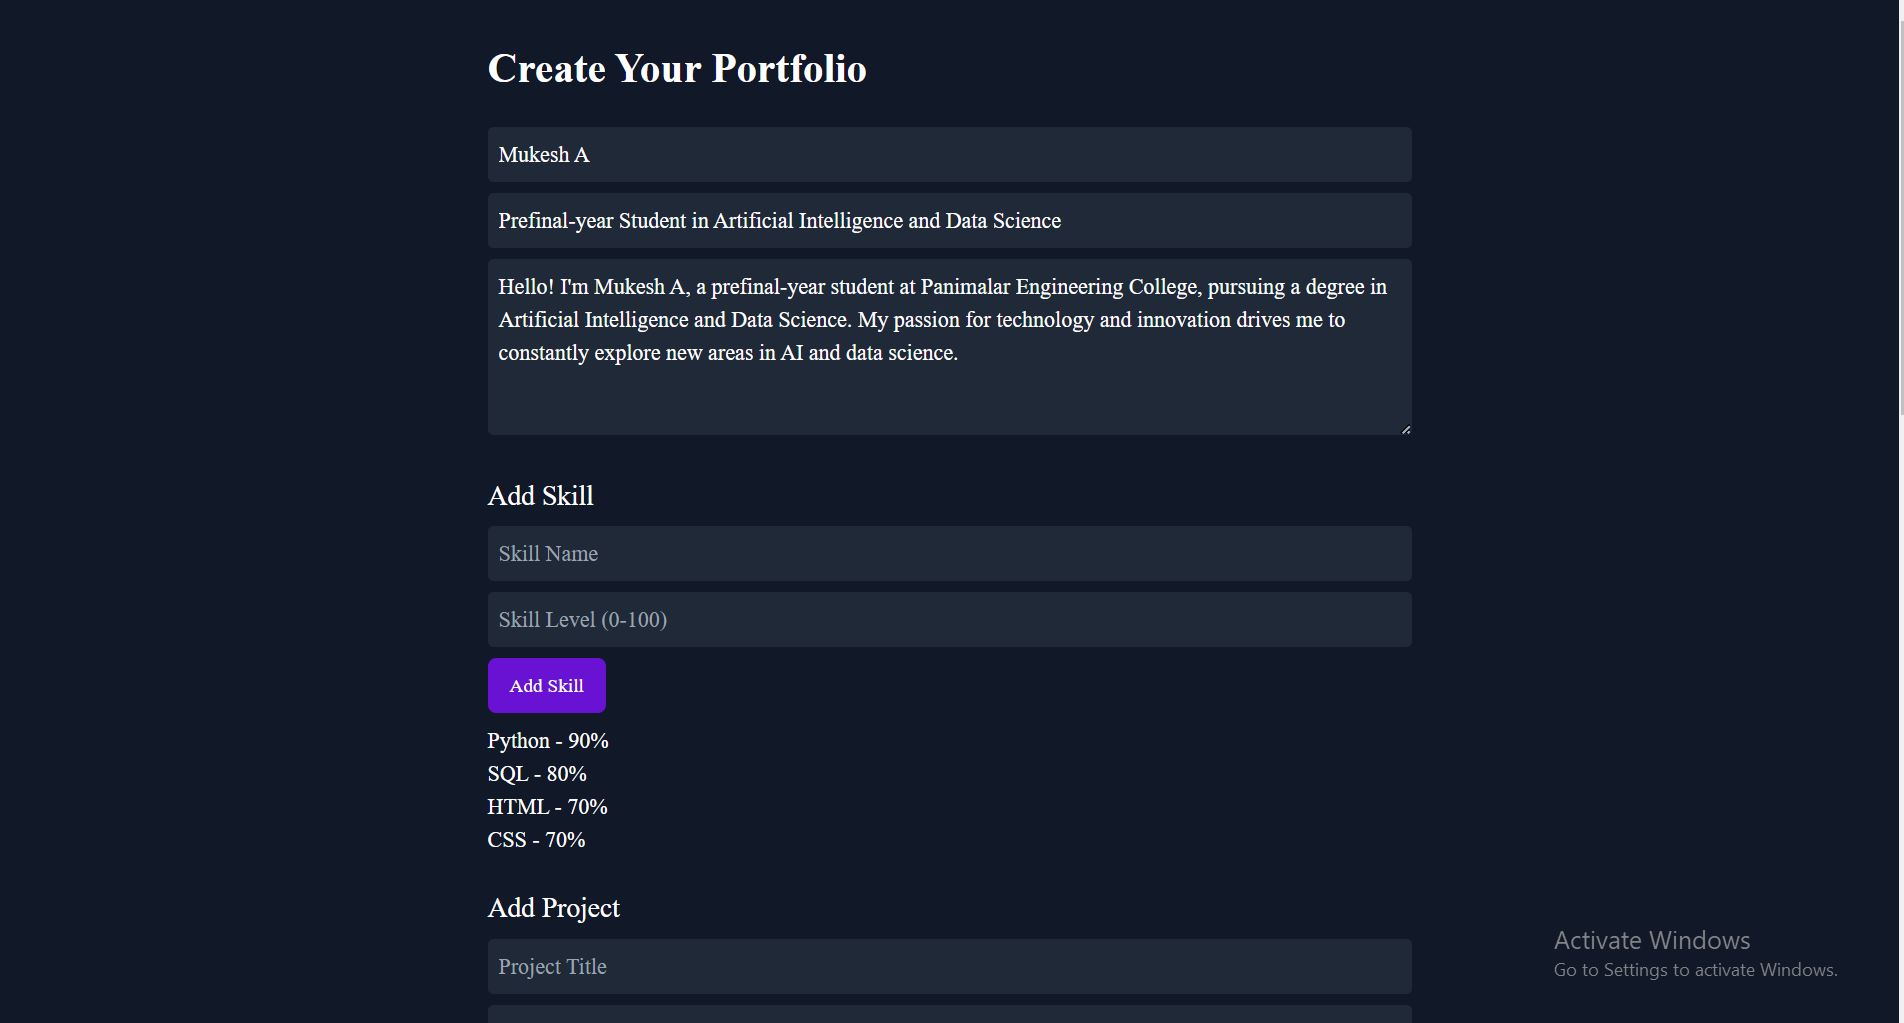 Create Your Portfolio
Mukesh A
Prefinal-year Student in Artificial Intelligence and Data Science
Hello! I'm Mukesh A, a prefinal-year student at Panimalar Engineering College, pursuing a degree in
Artificial Intelligence and Data Science. My passion for technology and innovation drives me to
constantly explore new areas in AI and data science.
Add Skill
Skill Name
Skill Level (0-100)
Add Skill
Python - 90%
SQL - 80%
HTML - 70%
CSS - 70%
Add Project
Project Title
Activate Windows
Go to Settings to activate Windows.